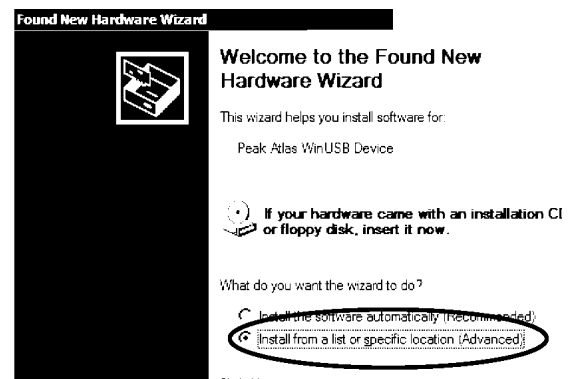 Found New Hardware Wizard
Welcome to the Found New
Hardware Wizard
This wizard helps you install software for:
Peak Atlas WinUSB Device
If your hardware came with an installation
or floppy disk, insert it now.
What do you want the wizard to do?
Install the software automatically (Recommended)
Install from a list or specific location (Advanced)